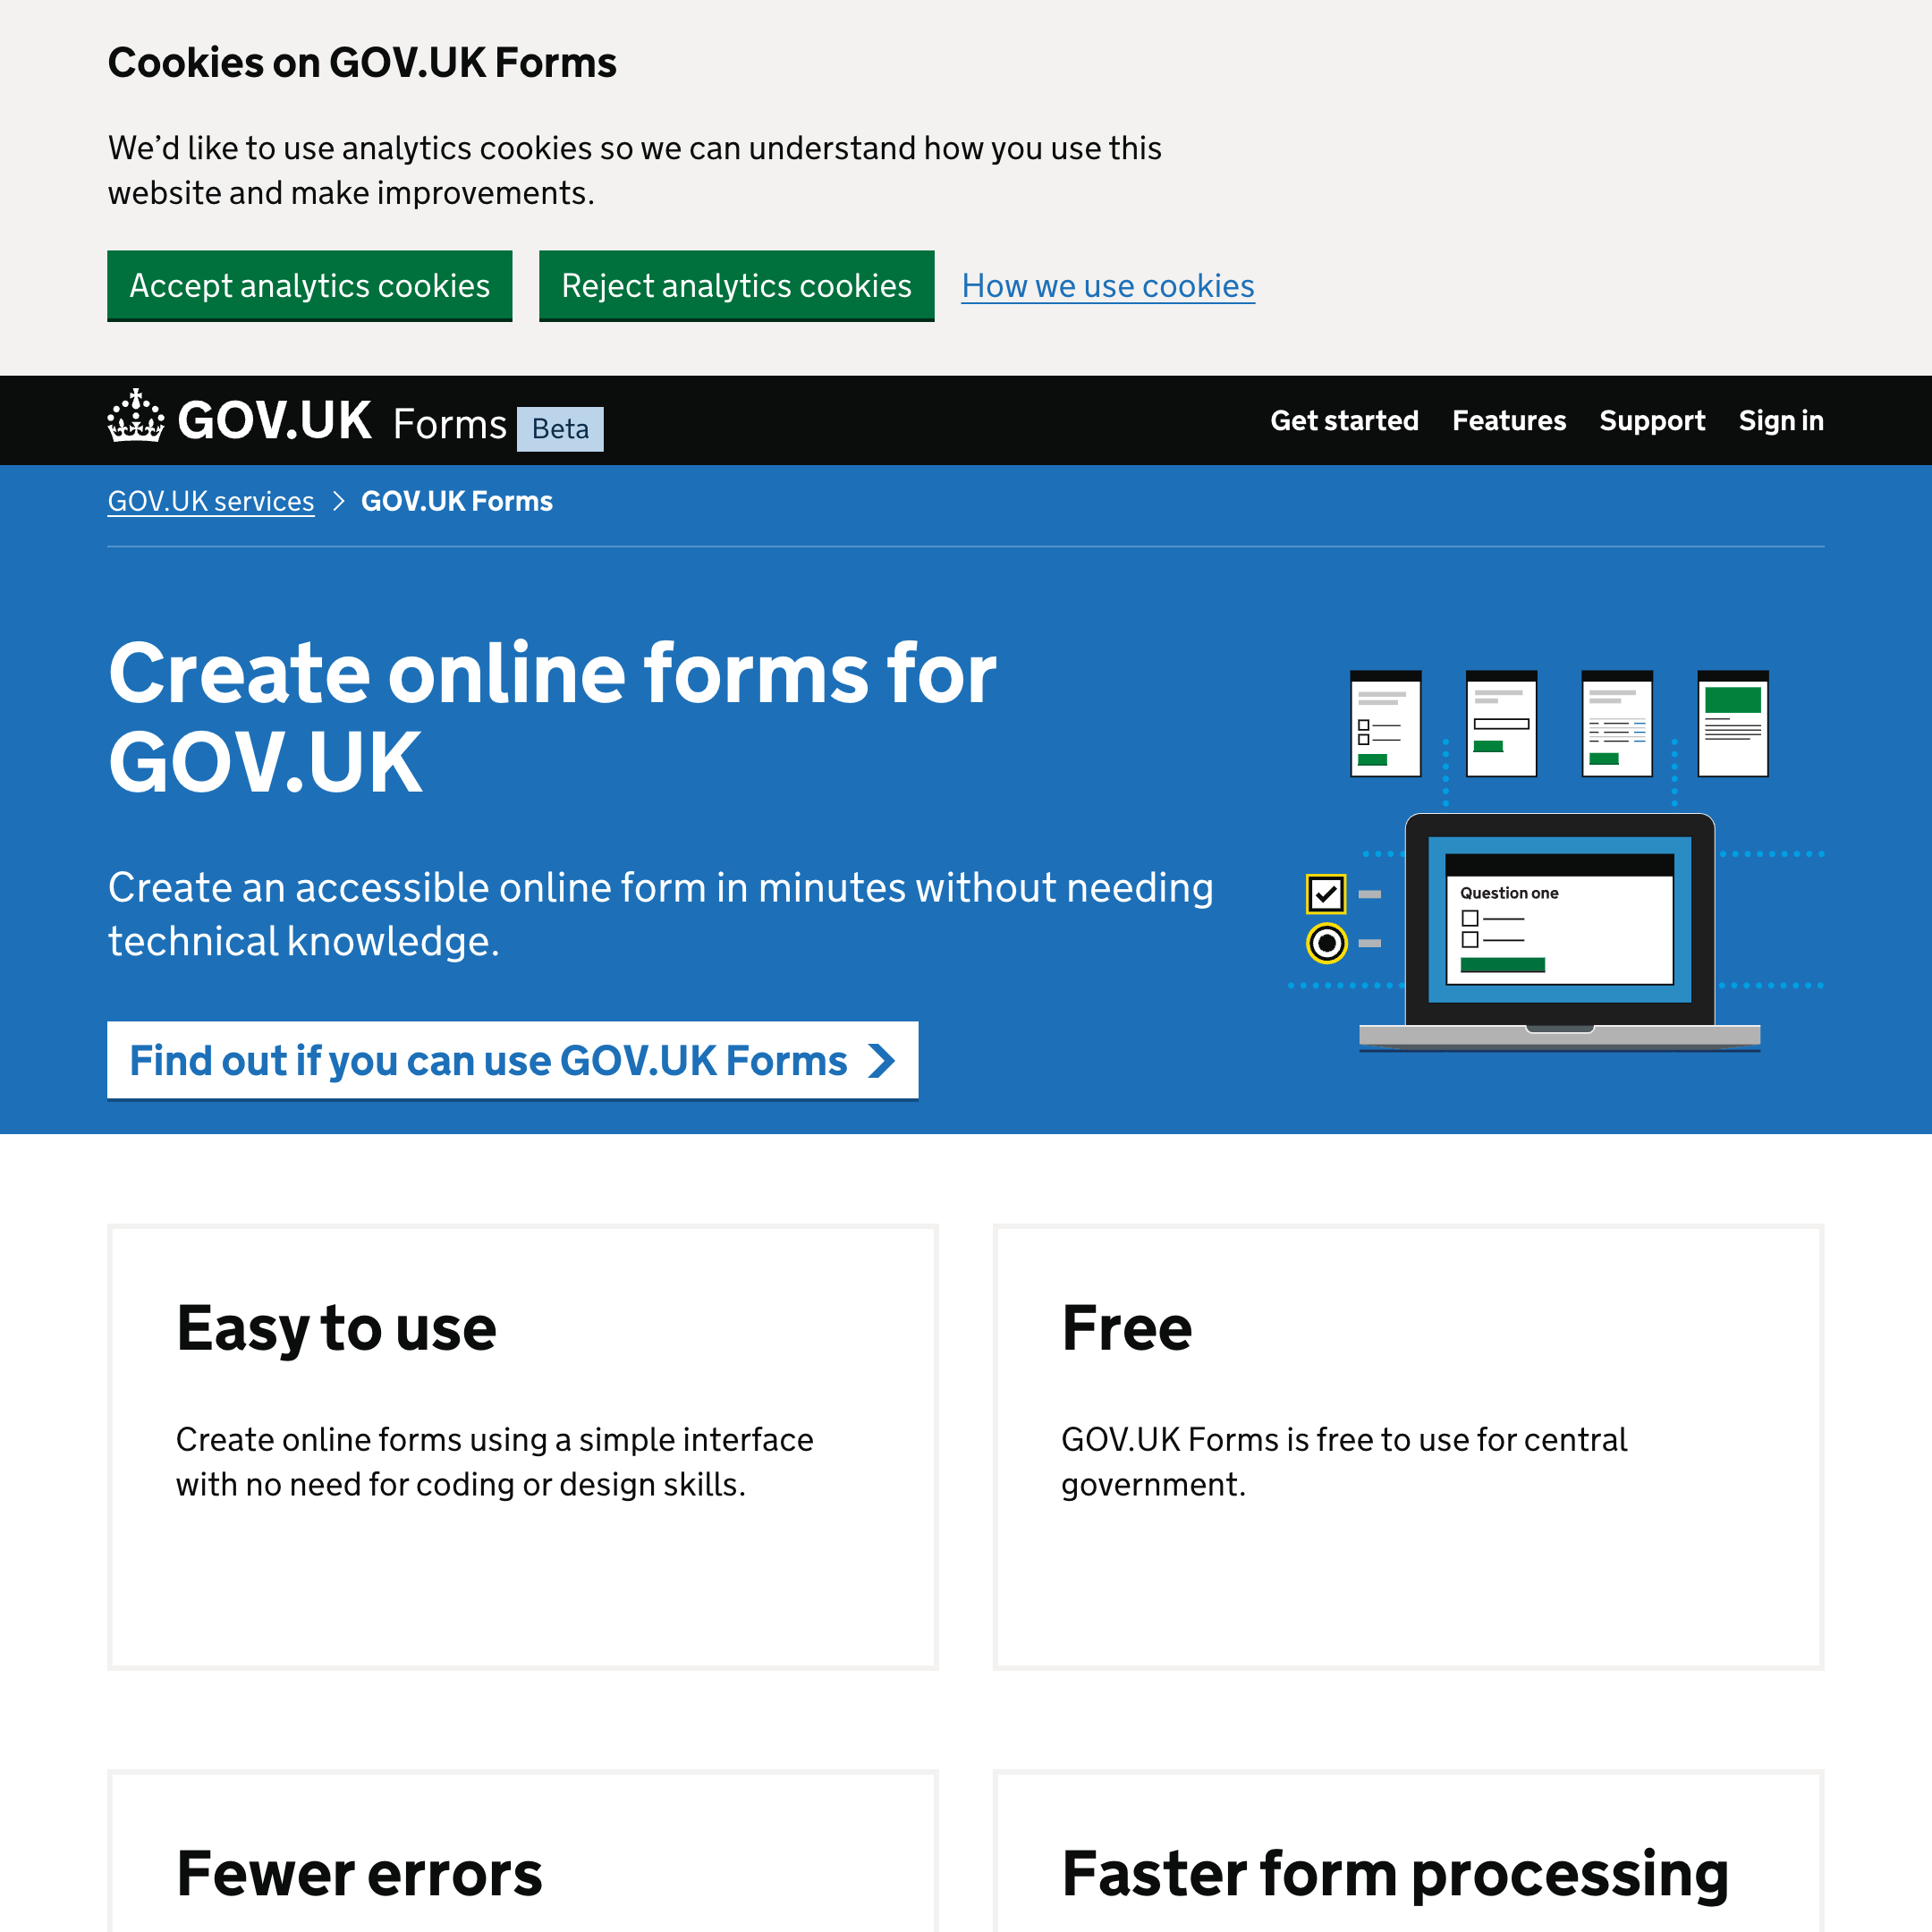 Cookies on GOV.UK Forms
We’d like to use analytics cookies so we can understand how you use this
website and make improvements.
Accept analytics cookies
Reject analytics cookies
How we use cookies
GOV.UK Forms Beta
Get started
Features
Support
Sign in
GOV.UK services
GOV.UK Forms
Create online forms for
GOV.UK
Create an accessible online form in minutes without needing
technical knowledge.
Find out if you can use GOV.UK Forms
Question one
Easy to use
Create online forms using a simple interface
with no need for coding or design skills.
Free
GOV.UK Forms is free to use for central
government.
Fewer errors
Faster form processing